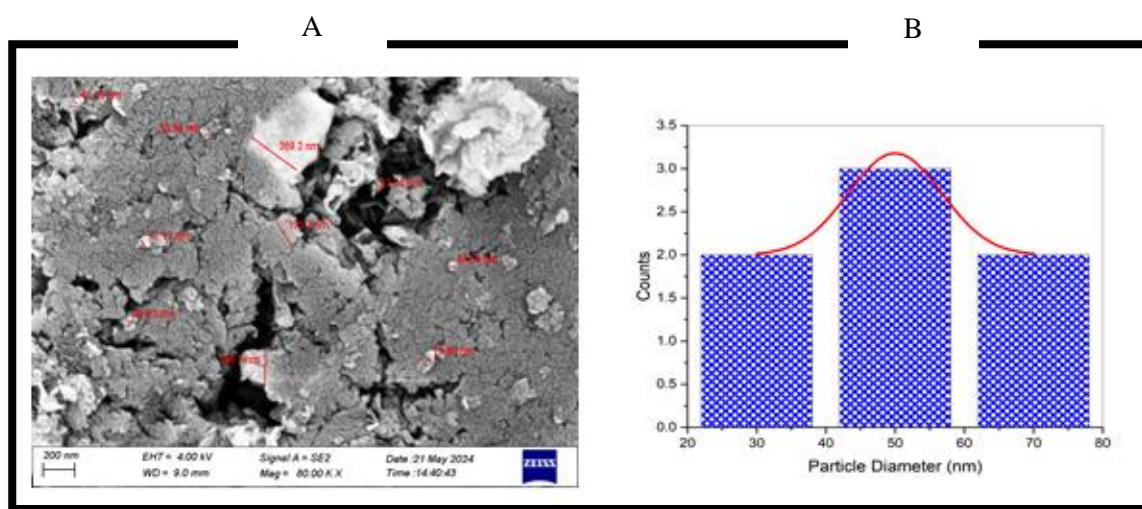 A
B
369.2 nm
200 nm
EHT = 4.00 kV
WD = 9.0 mm
Signal A = SE2
Mag = 80.00 K X
Date :21 May 2024
Time :14:40:43
ZEISS
3.5
3.0
2.5
2.0
1.5
1.0
0.5
0.0
Counts
20 30 40 50 60 70 80
Particle Diameter (nm)